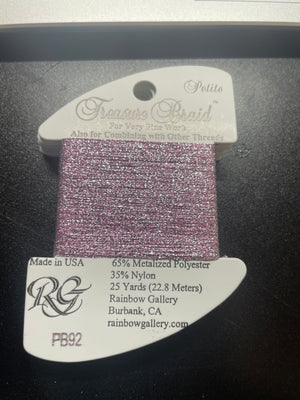 Petite
Treasure Braid™
For Very Fine Work
Also for Combining with Other Threads
Made in USA
65% Metalized Polyester
35% Nylon
25 Yards (22.8 Meters)
Rainbow Gallery
Burbank, CA
rainbowgallery.com
RG
PB92